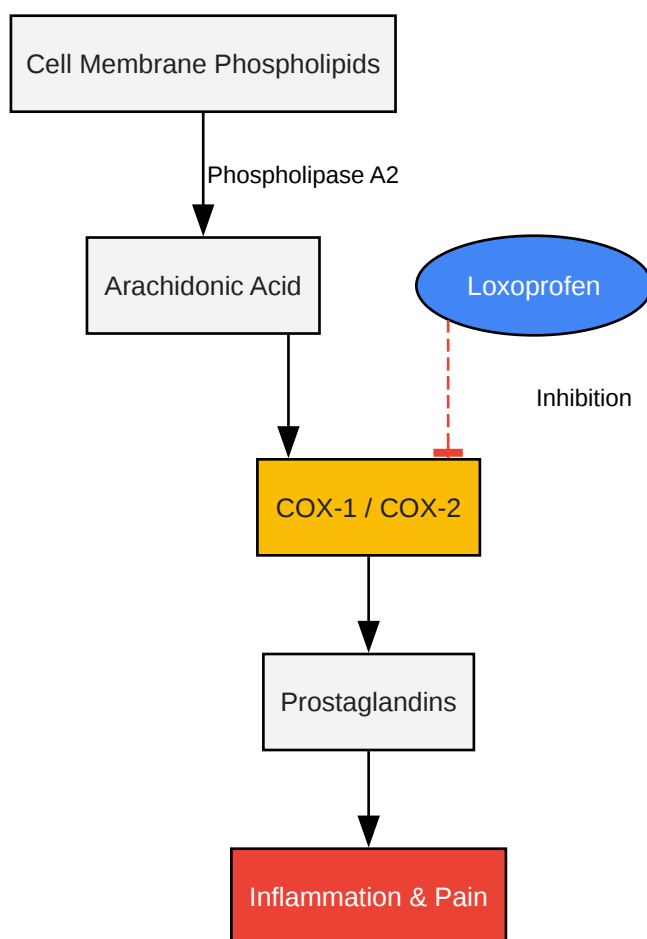 Cell Membrane Phospholipids
Phospholipase A2
Arachidonic Acid
Loxoprofen
Inhibition
COX-1 / COX-2
Prostaglandins
Inflammation & Pain